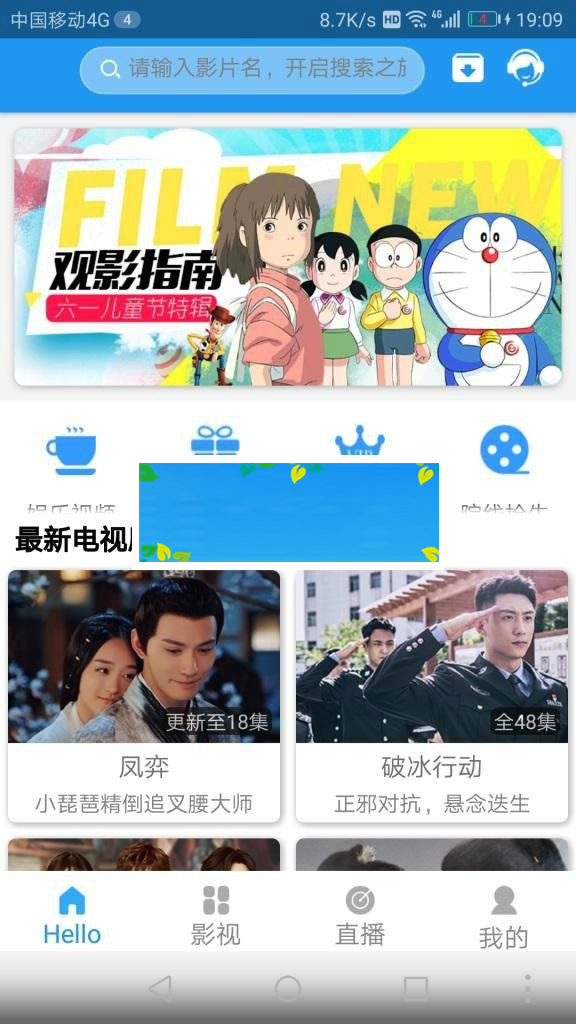 中国移动4G 4 8.7K/s HD 4G 4 19:09
请输入影片名，开启搜索之旅
FILM NEW
观影指南
六一儿童节特辑
VIP
娱乐视频 院线抢先
最新电视
更新至18集 全48集
凤弈 破冰行动
小琵琶精倒追叉腰大师 正邪对抗，悬念迭生
Hello 影视 直播 我的